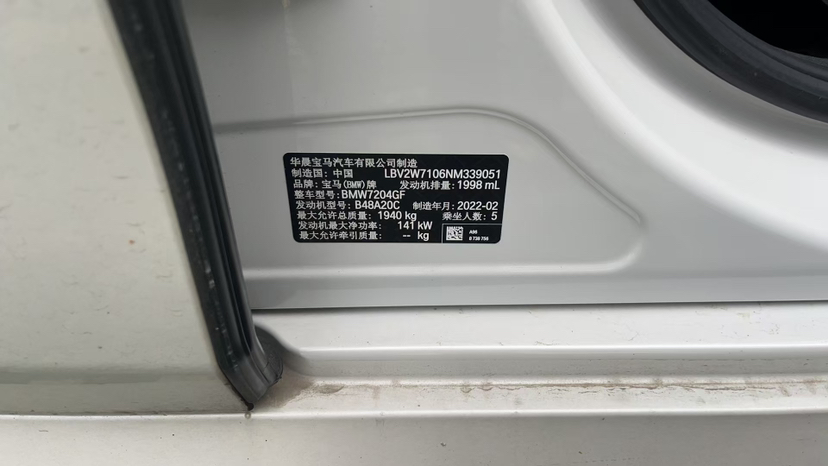 华晨宝马汽车有限公司制造
制造国：中国 LBV2W7106NM339051
品牌：宝马(BMW)牌 发动机排量：1998 mL
整车型号：BMW7204GF
发动机型号：B48A20C 制造年月：2022-02
最大允许总质量：1940 kg 乘坐人数：5
发动机最大净功率：141 kW
最大允许牵引质量：-- kg
A96